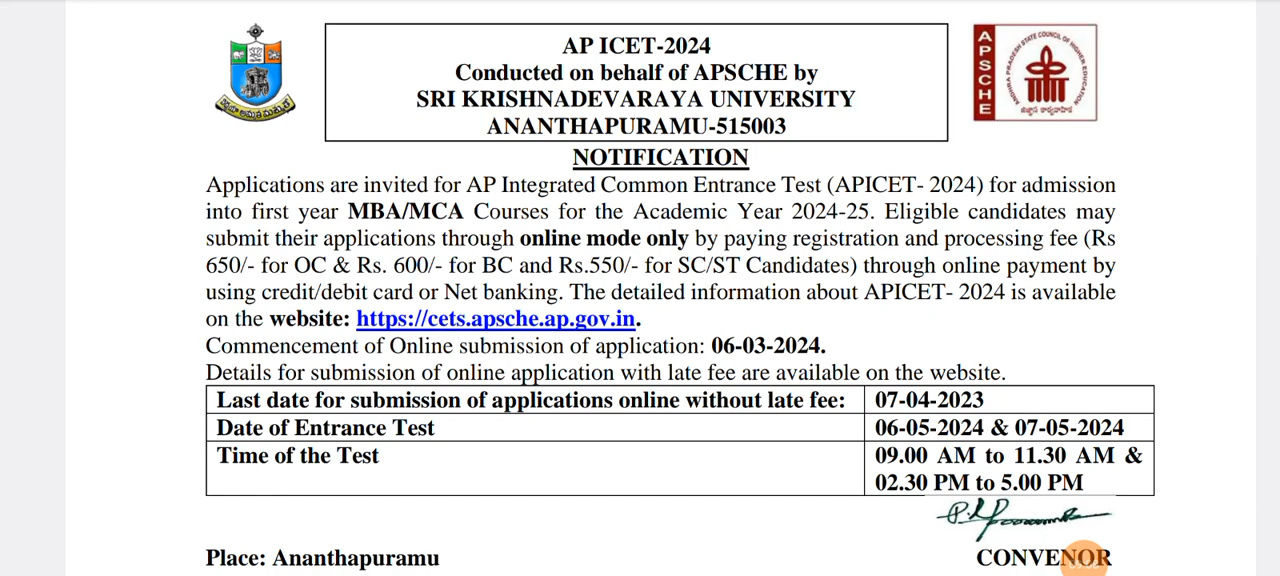 AP ICET-2024
Conducted on behalf of APSCHE by
SRI KRISHNADEVARAYA UNIVERSITY
ANANTHAPURAMU-515003
APSCHE
ANDHRA PRADESH STATE COUNCIL OF HIGHER EDUCATION
NOTIFICATION
Applications are invited for AP Integrated Common Entrance Test (APICET- 2024) for admission
into first year MBA/MCA Courses for the Academic Year 2024-25. Eligible candidates may
submit their applications through online mode only by paying registration and processing fee (Rs
650/- for OC & Rs. 600/- for BC and Rs.550/- for SC/ST Candidates) through online payment by
using credit/debit card or Net banking. The detailed information about APICET- 2024 is available
on the website: https://cets.apsche.ap.gov.in.
Commencement of Online submission of application: 06-03-2024.
Details for submission of online application with late fee are available on the website.
Last date for submission of applications online without late fee: 07-04-2023
Date of Entrance Test 06-05-2024 & 07-05-2024
Time of the Test 09.00 AM to 11.30 AM &
02.30 PM to 5.00 PM
Place: Ananthapuramu CONVENOR